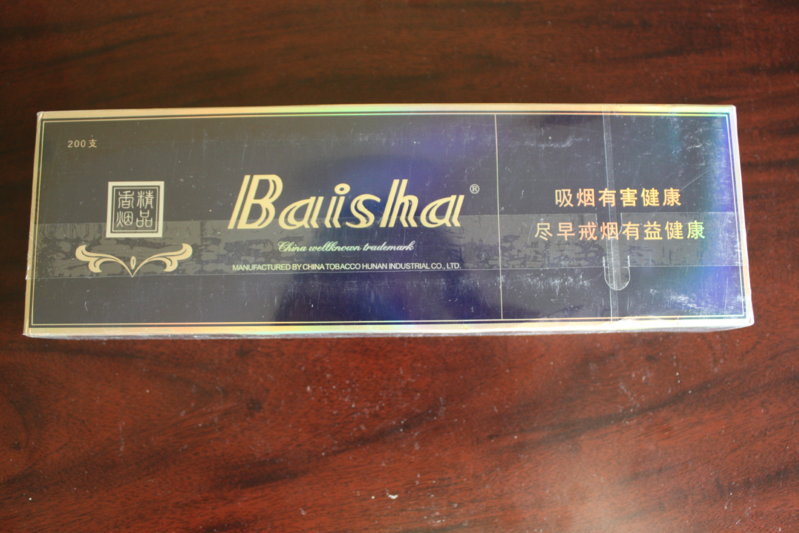 200支
精品
香烟
Baisha®
China wellknown trademark
MANUFACTURED BY CHINA TOBACCO HUNAN INDUSTRIAL CO., LTD.
吸烟有害健康
尽早戒烟有益健康